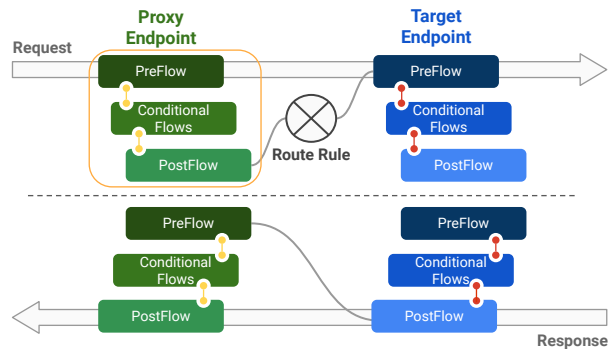 Proxy
Endpoint
Target
Endpoint
Request
PreFlow
PreFlow
Conditional
Flows
Conditional
Flows
Route Rule
PostFlow
PostFlow
PreFlow
PreFlow
Conditional
Flows
Conditional
Flows
PostFlow
PostFlow
Response